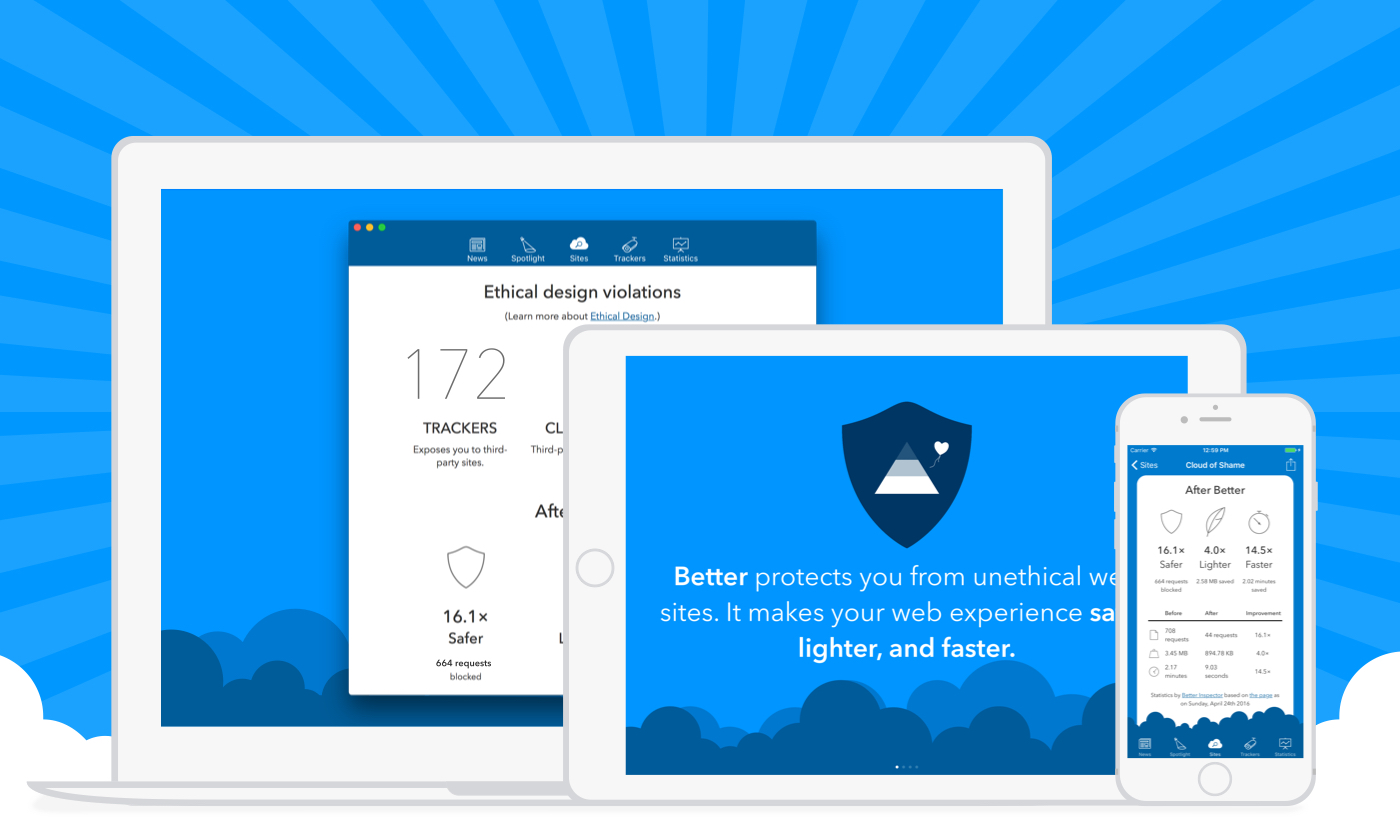 News Spotlight Sites Trackers Statistics
Ethical design violations
(Learn more about Ethical Design.)
172
TRACKERS
CL
Exposes you to third-
party sites.
Third-p
Afte
16.1×
Safer
L
664 requests
blocked
Better protects you from unethical we
sites. It makes your web experience sa
lighter, and faster.
Carrier 12:59 PM
Sites Cloud of Shame
After Better
16.1× 4.0× 14.5×
Safer Lighter Faster
664 requests 2.58 MB saved 2.02 minutes
blocked saved
Before After Improvement
708
requests 44 requests 16.1×
3.45 MB 894.78 KB 4.0×
2.17 9.03
minutes seconds 14.5×
Statistics by Better Inspector based on the page as
on Sunday, April 24th 2016
News Spotlight Sites Trackers Statistics